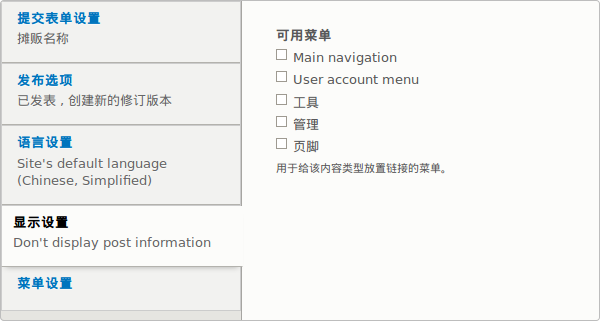 提交表单设置
摊贩名称
发布选项
已发表，创建新的修订版本
语言设置
Site's default language
(Chinese, Simplified)
显示设置
Don't display post information
菜单设置
可用菜单
Main navigation
User account menu
工具
管理
页脚
用于给该内容类型放置链接的菜单。